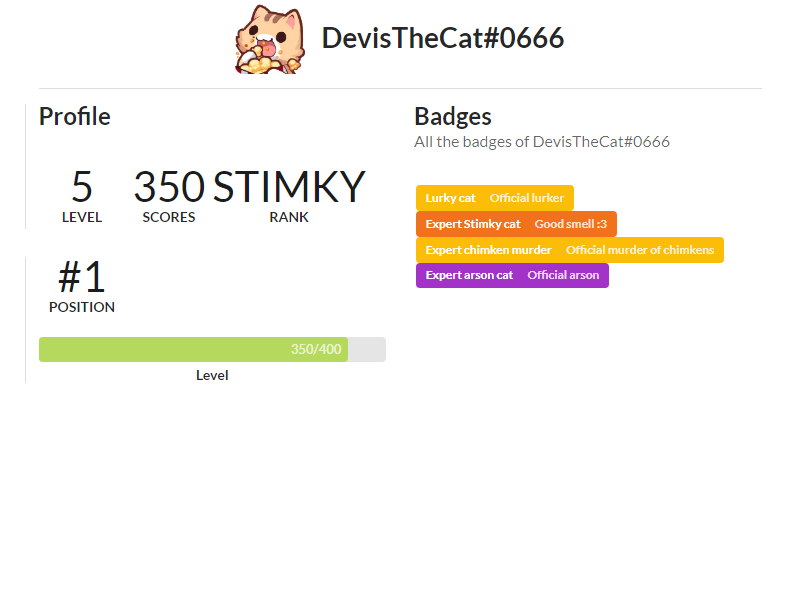 DevisTheCat#0666
Profile
5 350 STIMKY
LEVEL SCORES RANK
#1
POSITION
350/400
Level
Badges
All the badges of DevisTheCat#0666
Lurky cat Official lurker
Expert Stimky cat Good smell :3
Expert chimken murder Official murder of chimkens
Expert arson cat Official arson